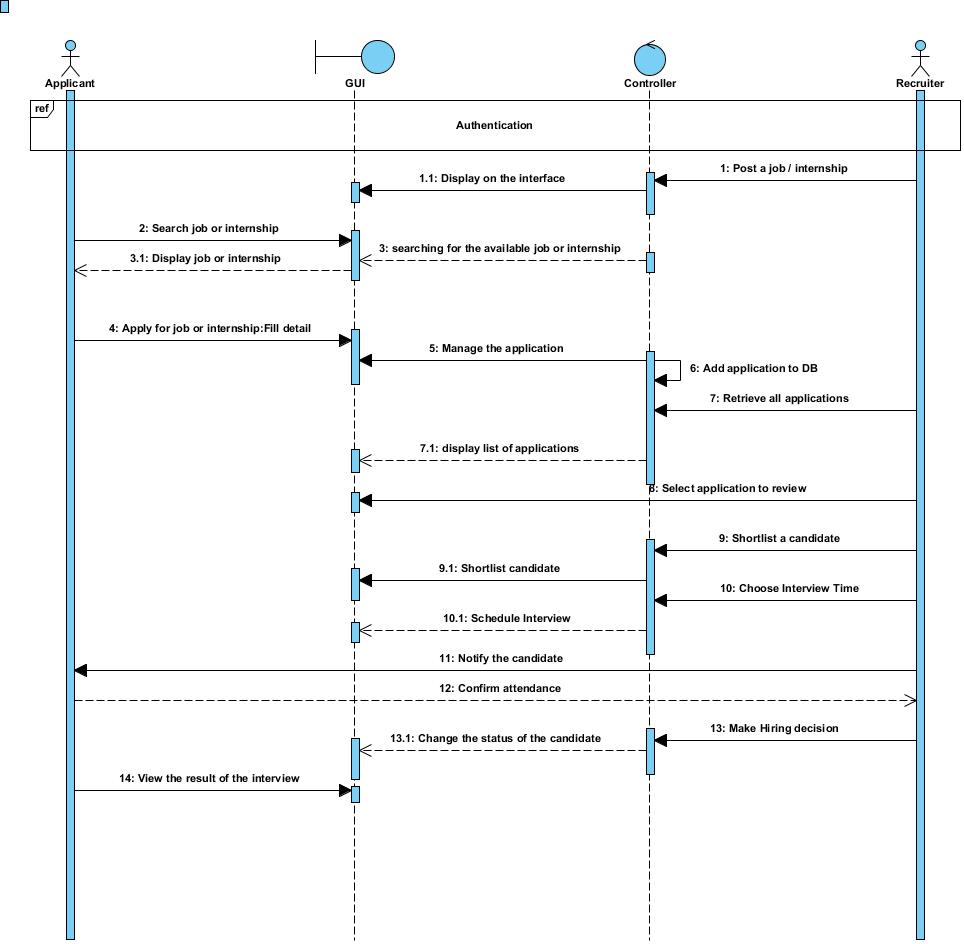 Applicant
GUI
Controller
Recruiter
ref
Authentication
1: Post a job / internship
1.1: Display on the interface
2: Search job or internship
3: searching for the available job or internship
3.1: Display job or internship
4: Apply for job or internship:Fill detail
5: Manage the application
6: Add application to DB
7: Retrieve all applications
7.1: display list of applications
8: Select application to review
9: Shortlist a candidate
9.1: Shortlist candidate
10: Choose Interview Time
10.1: Schedule Interview
11: Notify the candidate
12: Confirm attendance
13: Make Hiring decision
13.1: Change the status of the candidate
14: View the result of the interview